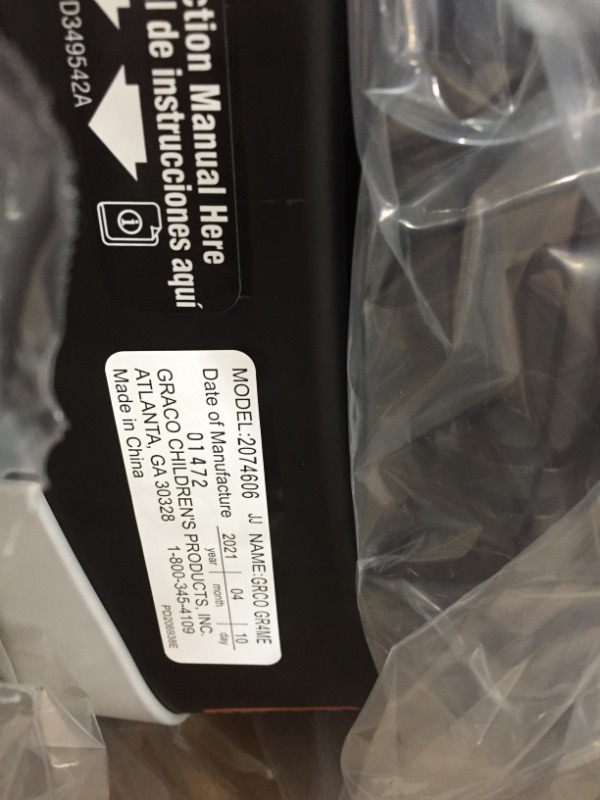 ction Manual Here
l de instrucciones aquí
D349542A
MODEL:2074606 JJ NAME:GRCO GR4ME
Date of Manufacture 2021 | 04 | 10
year | month | day
01472
GRACO CHILDREN'S PRODUCTS, INC.
ATLANTA, GA 30328 1-800-345-4109
Made in China PD206938E